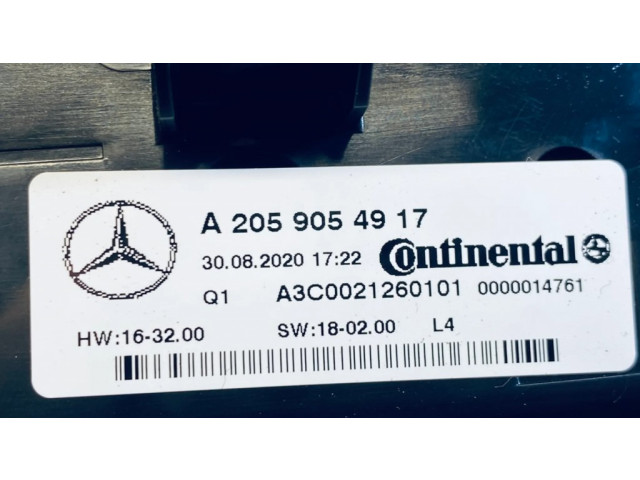 A 205 905 49 17
30.08.2020 17:22 Continental
Q1 A3C0021260101 0000014761
HW:16-32.00 SW:18-02.00 L4